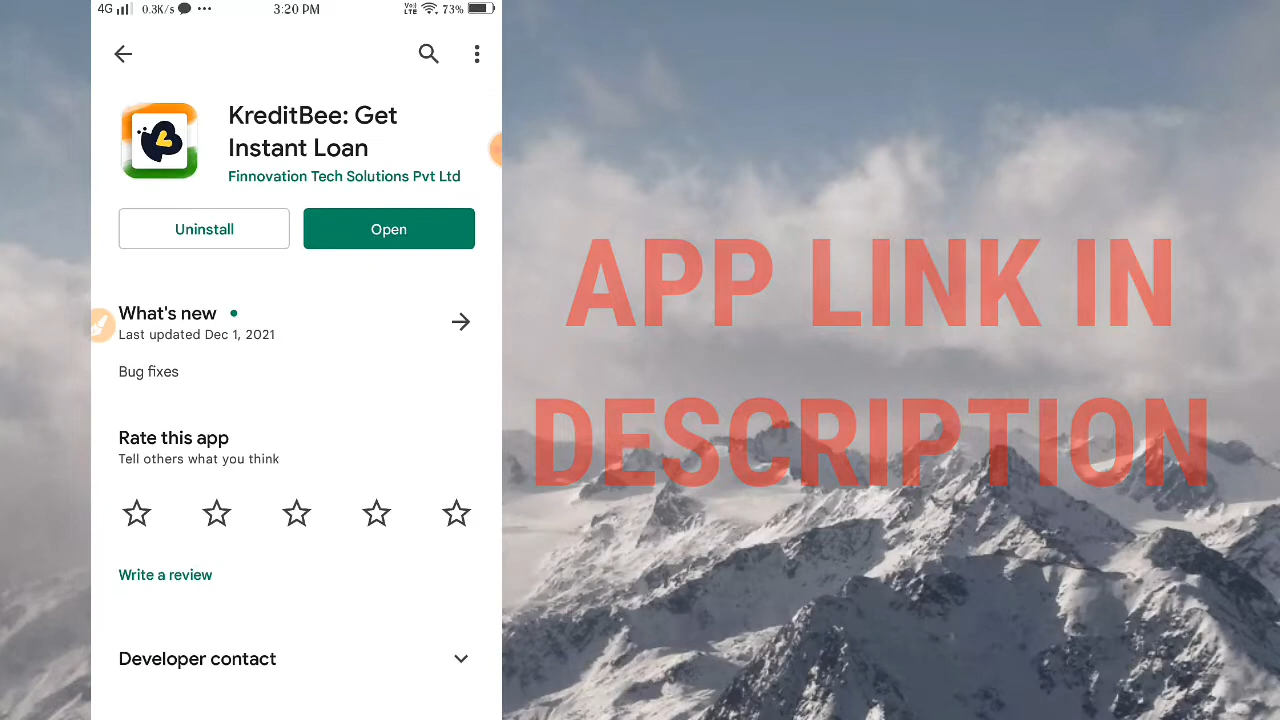 4G 0.3K/s 3:20 PM VoLTE 73%
KreditBee: Get
Instant Loan
Finnovation Tech Solutions Pvt Ltd
Uninstall Open
What's new
Last updated Dec 1, 2021
Bug fixes
Rate this app
Tell others what you think
Write a review
Developer contact
APP LINK IN
DESCRIPTION